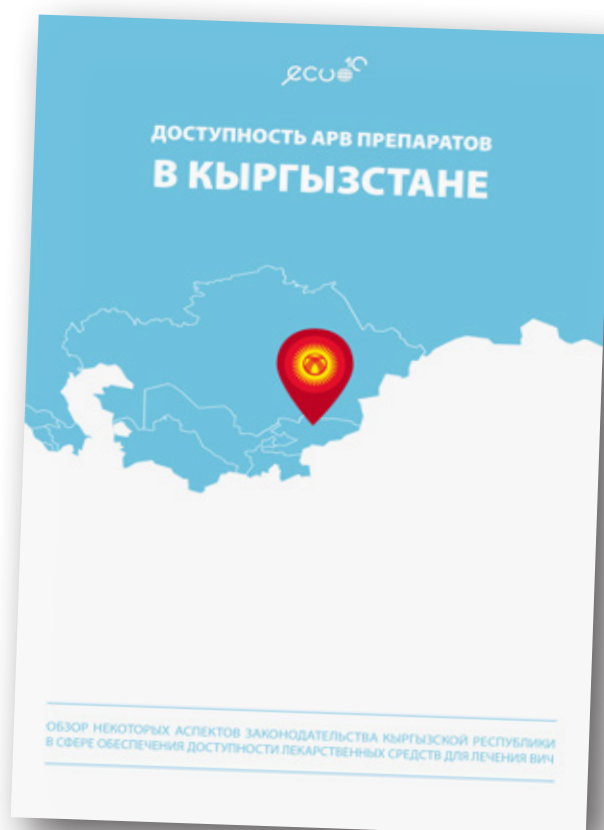 ecuo
ДОСТУПНОСТЬ АРВ ПРЕПАРАТОВ
В КЫРГЫЗСТАНЕ
ОБЗОР НЕКОТОРЫХ АСПЕКТОВ ЗАКОНОДАТЕЛЬСТВА КЫРГЫЗСКОЙ РЕСПУБЛИКИ
В СФЕРЕ ОБЕСПЕЧЕНИЯ ДОСТУПНОСТИ ЛЕКАРСТВЕННЫХ СРЕДСТВ ДЛЯ ЛЕЧЕНИЯ ВИЧ